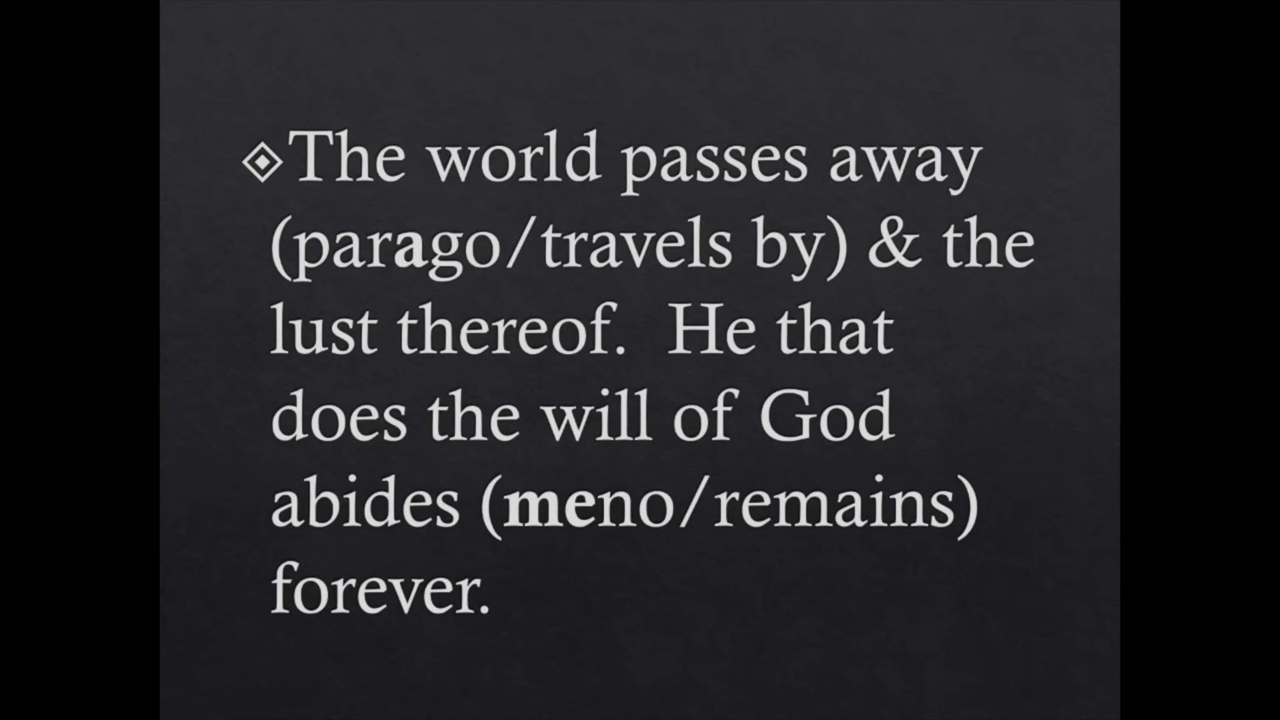 The world passes away
(parago/travels by) & the
lust thereof.  He that
does the will of God
abides (meno/remains)
forever.